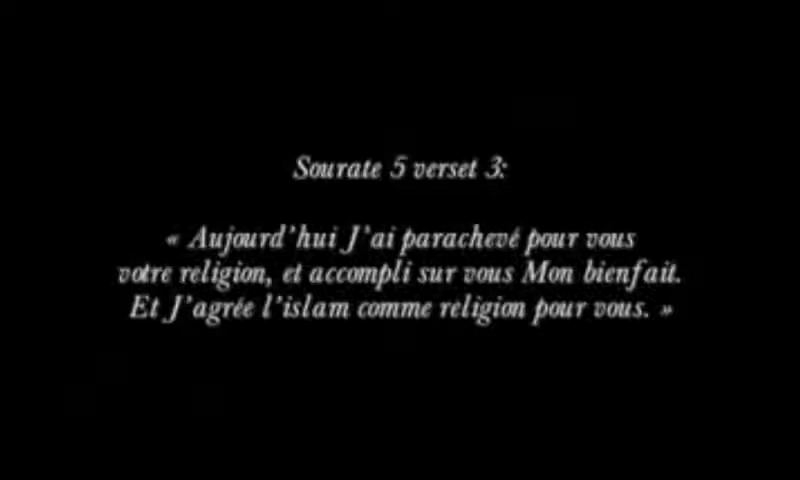 Sourate 5 verset 3:
« Aujourd'hui J'ai parachevé pour vous
votre religion, et accompli sur vous Mon bienfait.
Et J'agrée l'islam comme religion pour vous. »